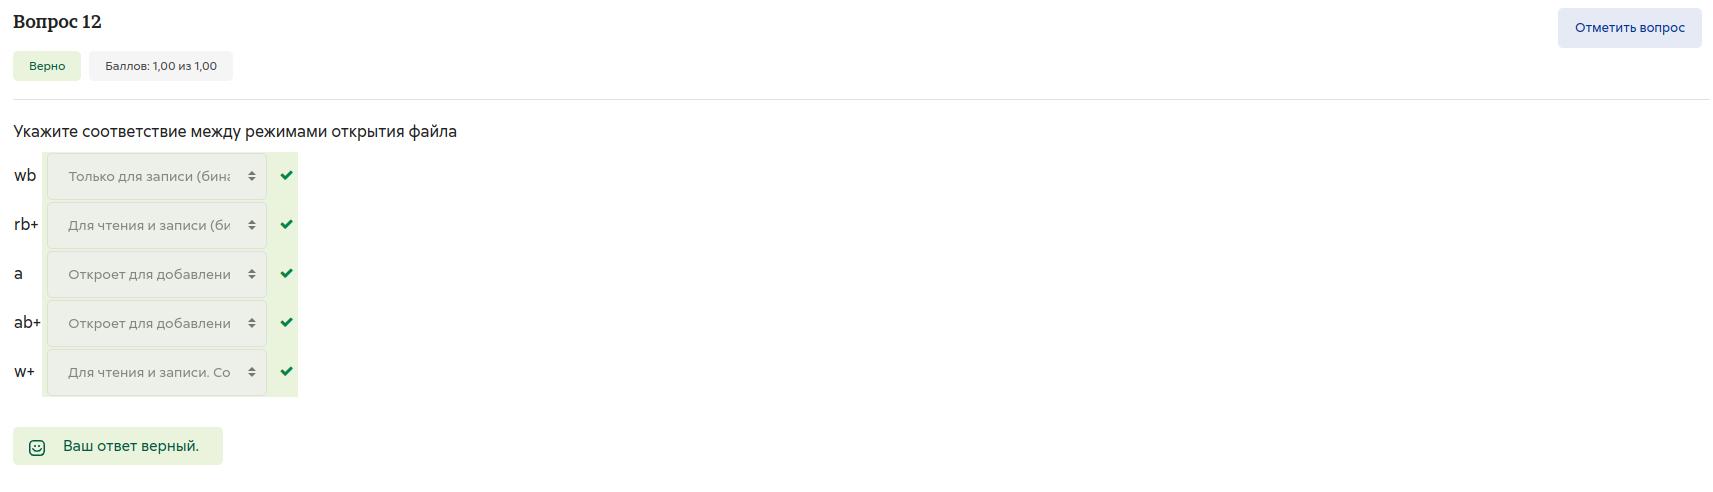 Вопрос 12
Отметить вопрос
Верно
Баллов: 1,00 из 1,00
Укажите соответствие между режимами открытия файла
wb Только для записи (бина
rb+ Для чтения и записи (би
a Откроет для добавлени
ab+ Откроет для добавлени
w+ Для чтения и записи. Со
Ваш ответ верный.